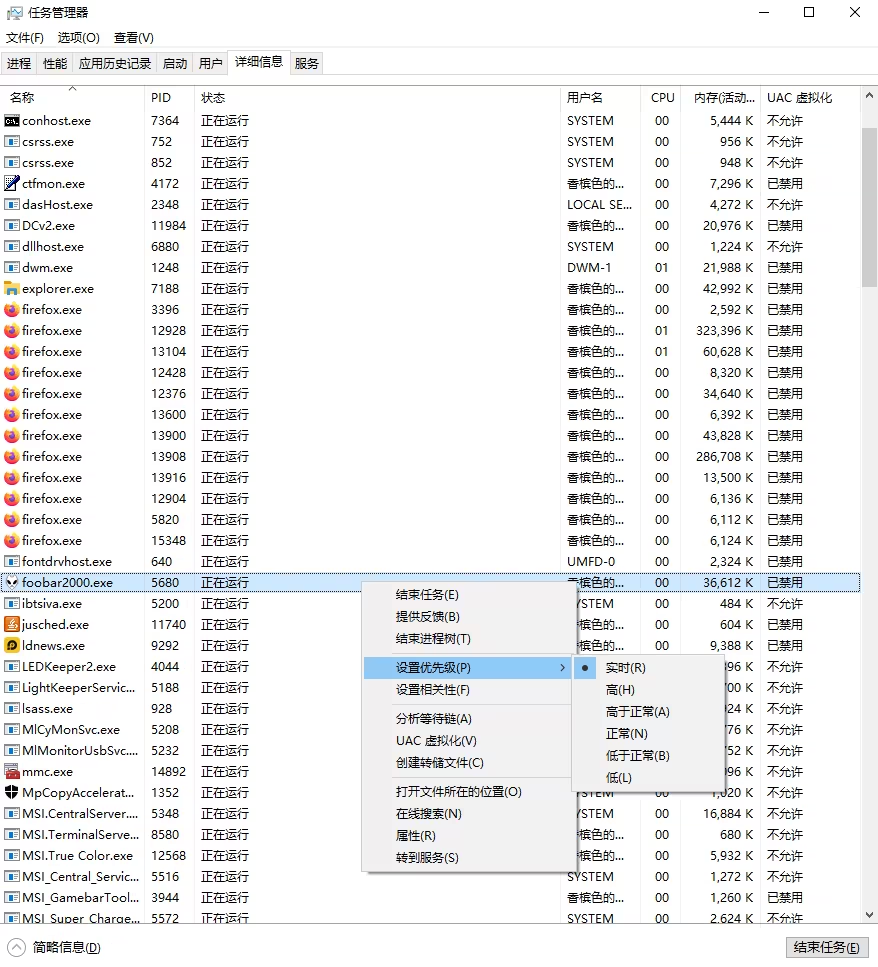 任务管理器
文件(F) 选项(O) 查看(V)
进程 性能 应用历史记录 启动 用户 详细信息 服务
名称 PID 状态 用户名 CPU 内存(活动... UAC 虚拟化
conhost.exe 7364 正在运行 SYSTEM 00 5,444 K 不允许
csrss.exe 752 正在运行 SYSTEM 00 956 K 不允许
csrss.exe 852 正在运行 SYSTEM 00 948 K 不允许
ctfmon.exe 4172 正在运行 香槟色的... 00 7,296 K 已禁用
dasHost.exe 2348 正在运行 LOCAL SE... 00 4,272 K 不允许
DCv2.exe 11984 正在运行 香槟色的... 00 20,976 K 已禁用
dllhost.exe 6880 正在运行 SYSTEM 00 1,224 K 不允许
dwm.exe 1248 正在运行 DWM-1 01 21,988 K 已禁用
explorer.exe 7188 正在运行 香槟色的... 00 42,992 K 已禁用
firefox.exe 3396 正在运行 香槟色的... 00 2,592 K 已禁用
firefox.exe 12928 正在运行 香槟色的... 01 323,396 K 已禁用
firefox.exe 13104 正在运行 香槟色的... 01 60,628 K 已禁用
firefox.exe 12428 正在运行 香槟色的... 00 8,320 K 已禁用
firefox.exe 12376 正在运行 香槟色的... 00 34,640 K 已禁用
firefox.exe 13600 正在运行 香槟色的... 00 6,392 K 已禁用
firefox.exe 13900 正在运行 香槟色的... 00 43,828 K 已禁用
firefox.exe 13908 正在运行 香槟色的... 00 286,708 K 已禁用
firefox.exe 13916 正在运行 香槟色的... 00 13,500 K 已禁用
firefox.exe 12904 正在运行 香槟色的... 00 6,136 K 已禁用
firefox.exe 5820 正在运行 香槟色的... 00 6,112 K 已禁用
firefox.exe 15348 正在运行 香槟色的... 00 6,124 K 已禁用
fontdrvhost.exe 640 正在运行 UMFD-0 00 2,324 K 已禁用
foobar2000.exe 5680 正在运行 香槟色的... 00 36,612 K 已禁用
ibtsiva.exe 5200 正在运行 YSTEM 00 484 K 不允许
jusched.exe 11740 正在运行 槟色的... 00 604 K 已禁用
ldnews.exe 9292 正在运行 槟色的... 00 9,388 K 已禁用
LEDKeeper2.exe 4044 正在运行 896 K 不允许
LightKeeperServic... 5188 正在运行 700 K 不允许
lsass.exe 928 正在运行 924 K 不允许
MlCyMonSvc.exe 5208 正在运行 776 K 不允许
MlMonitorUsbSvc.... 5232 正在运行 752 K 不允许
mmc.exe 14892 正在运行 996 K 不允许
MpCopyAccelerat... 1352 正在运行 SYSTEM 00 1,020 K 不允许
MSI.CentralServer.... 5348 正在运行 YSTEM 00 16,884 K 不允许
MSI.TerminalServe... 8580 正在运行 槟色的... 00 680 K 不允许
MSI.True Color.exe 12568 正在运行 槟色的... 00 5,932 K 不允许
MSI_Central_Servic... 5516 正在运行 SYSTEM 00 1,272 K 不允许
MSI_GamebarTool... 3944 正在运行 香槟色的... 00 1,260 K 已禁用
MSI_Super_Charge... 5572 正在运行 SYSTEM 00 2,624 K 不允许
结束任务(E)
提供反馈(B)
结束进程树(T)
设置优先级(P)
设置相关性(F)
分析等待链(A)
UAC 虚拟化(V)
创建转储文件(C)
打开文件所在的位置(O)
在线搜索(N)
属性(R)
转到服务(S)
实时(R)
高(H)
高于正常(A)
正常(N)
低于正常(B)
低(L)
简略信息(D)
结束任务(E)